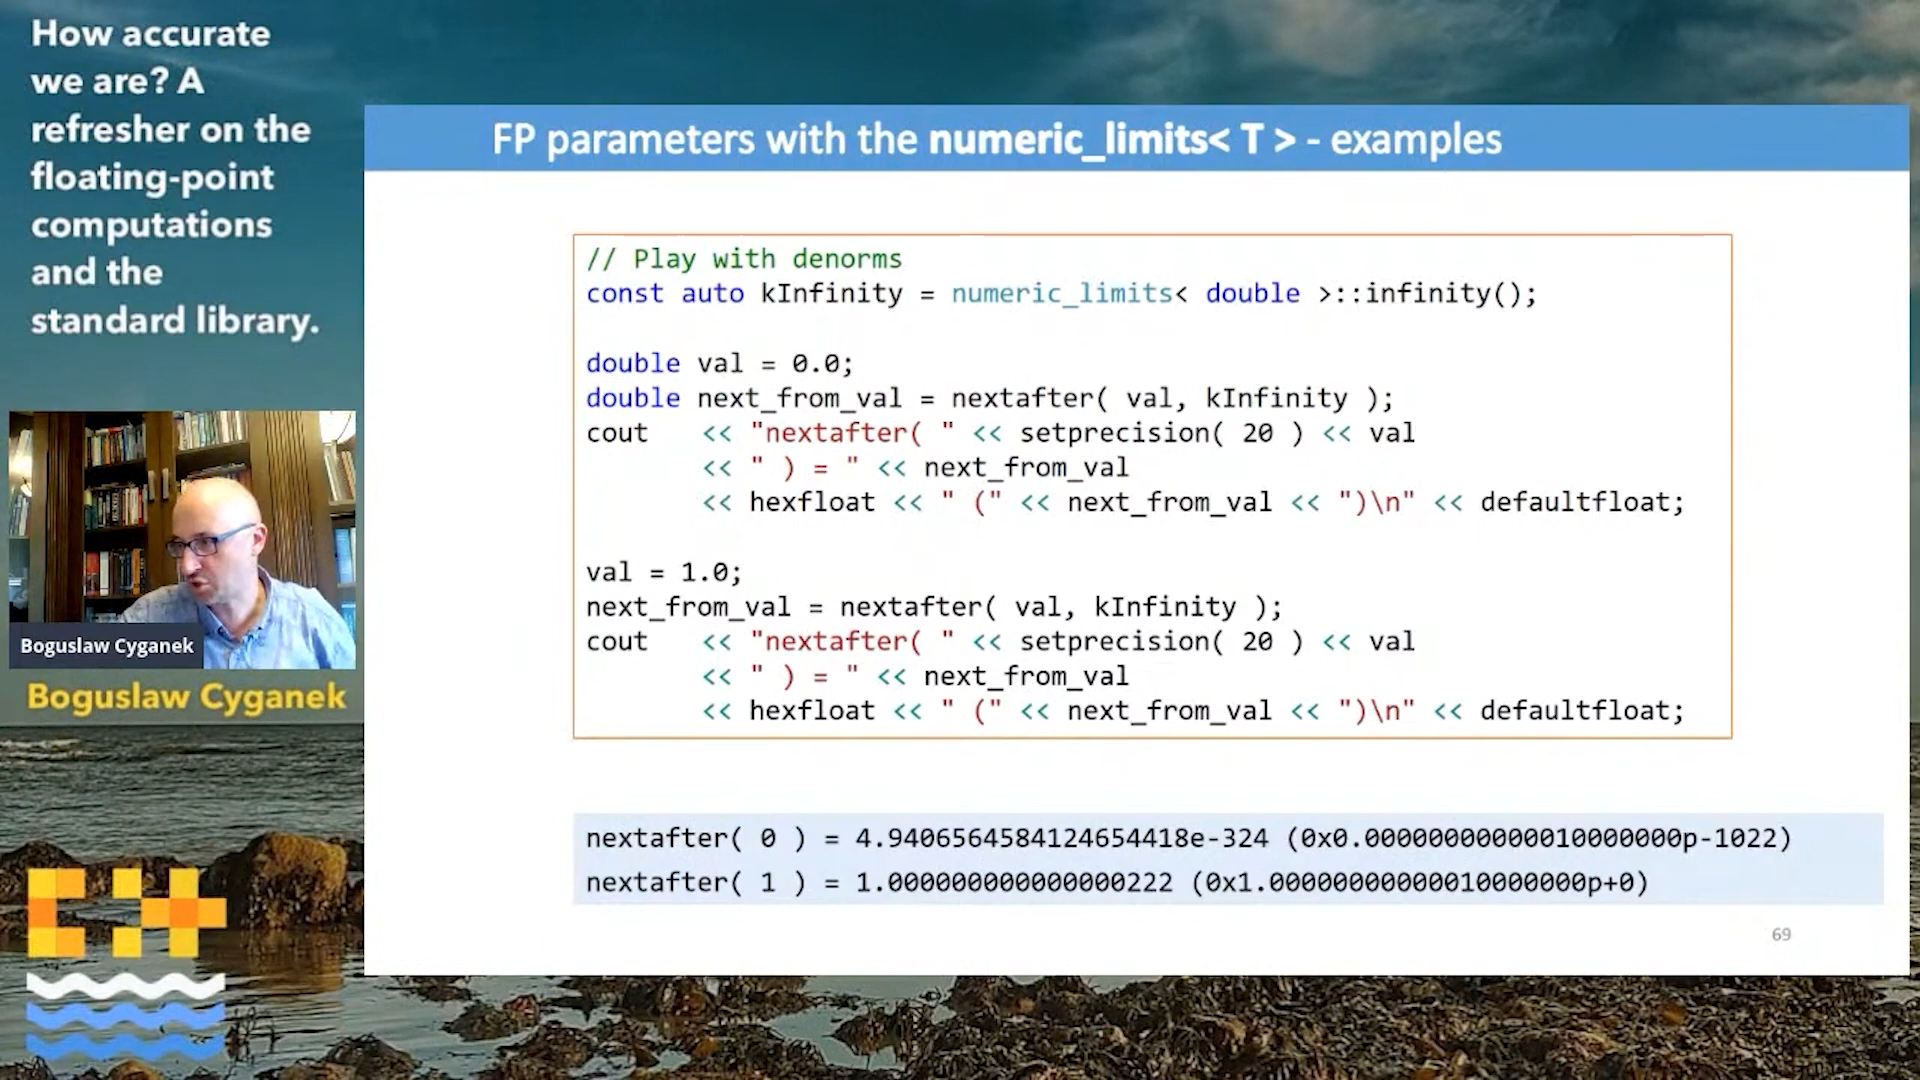 How accurate
we are? A
refresher on the
floating-point
computations
and the
standard library.
Boguslaw Cyganek
Boguslaw Cyganek
FP parameters with the numeric_limits< T > - examples
// Play with denorms
const auto kInfinity = numeric_limits< double >::infinity();
double val = 0.0;
double next_from_val = nextafter( val, kInfinity );
cout << "nextafter( " << setprecision( 20 ) << val
<< " ) = " << next_from_val
<< hexfloat << " (" << next_from_val << ")\n" << defaultfloat;
val = 1.0;
next_from_val = nextafter( val, kInfinity );
cout << "nextafter( " << setprecision( 20 ) << val
<< " ) = " << next_from_val
<< hexfloat << " (" << next_from_val << ")\n" << defaultfloat;
nextafter( 0 ) = 4.9406564584124654418e-324 (0x0.00000000000010000000p-1022)
nextafter( 1 ) = 1.000000000000000222 (0x1.00000000000010000000p+0)
69
C++